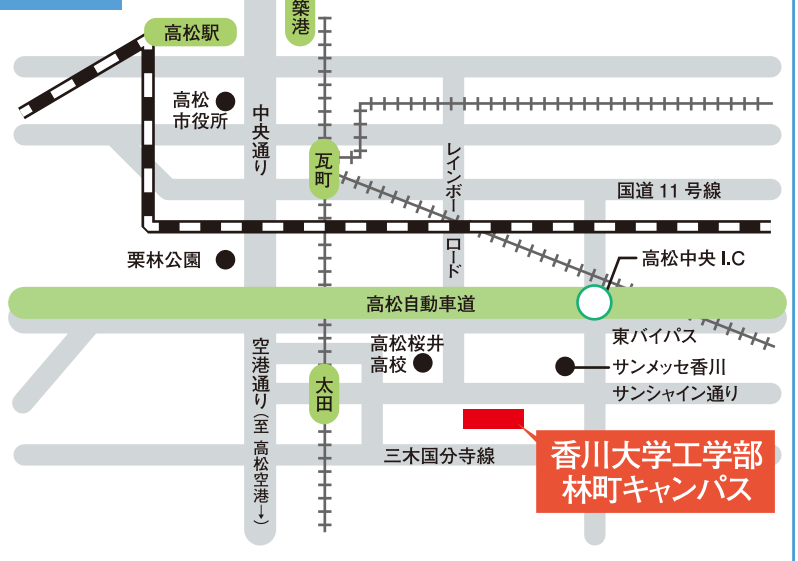 築港
高松駅
高松
市役所
中央通り
瓦町
レインボーロード
国道11号線
栗林公園
高松中央I.C
高松自動車道
東バイパス
高松桜井
高校
サンメッセ香川
サンシャイン通り
空港通り(至 高松空港→)
太田
三木国分寺線
香川大学工学部
林町キャンパス